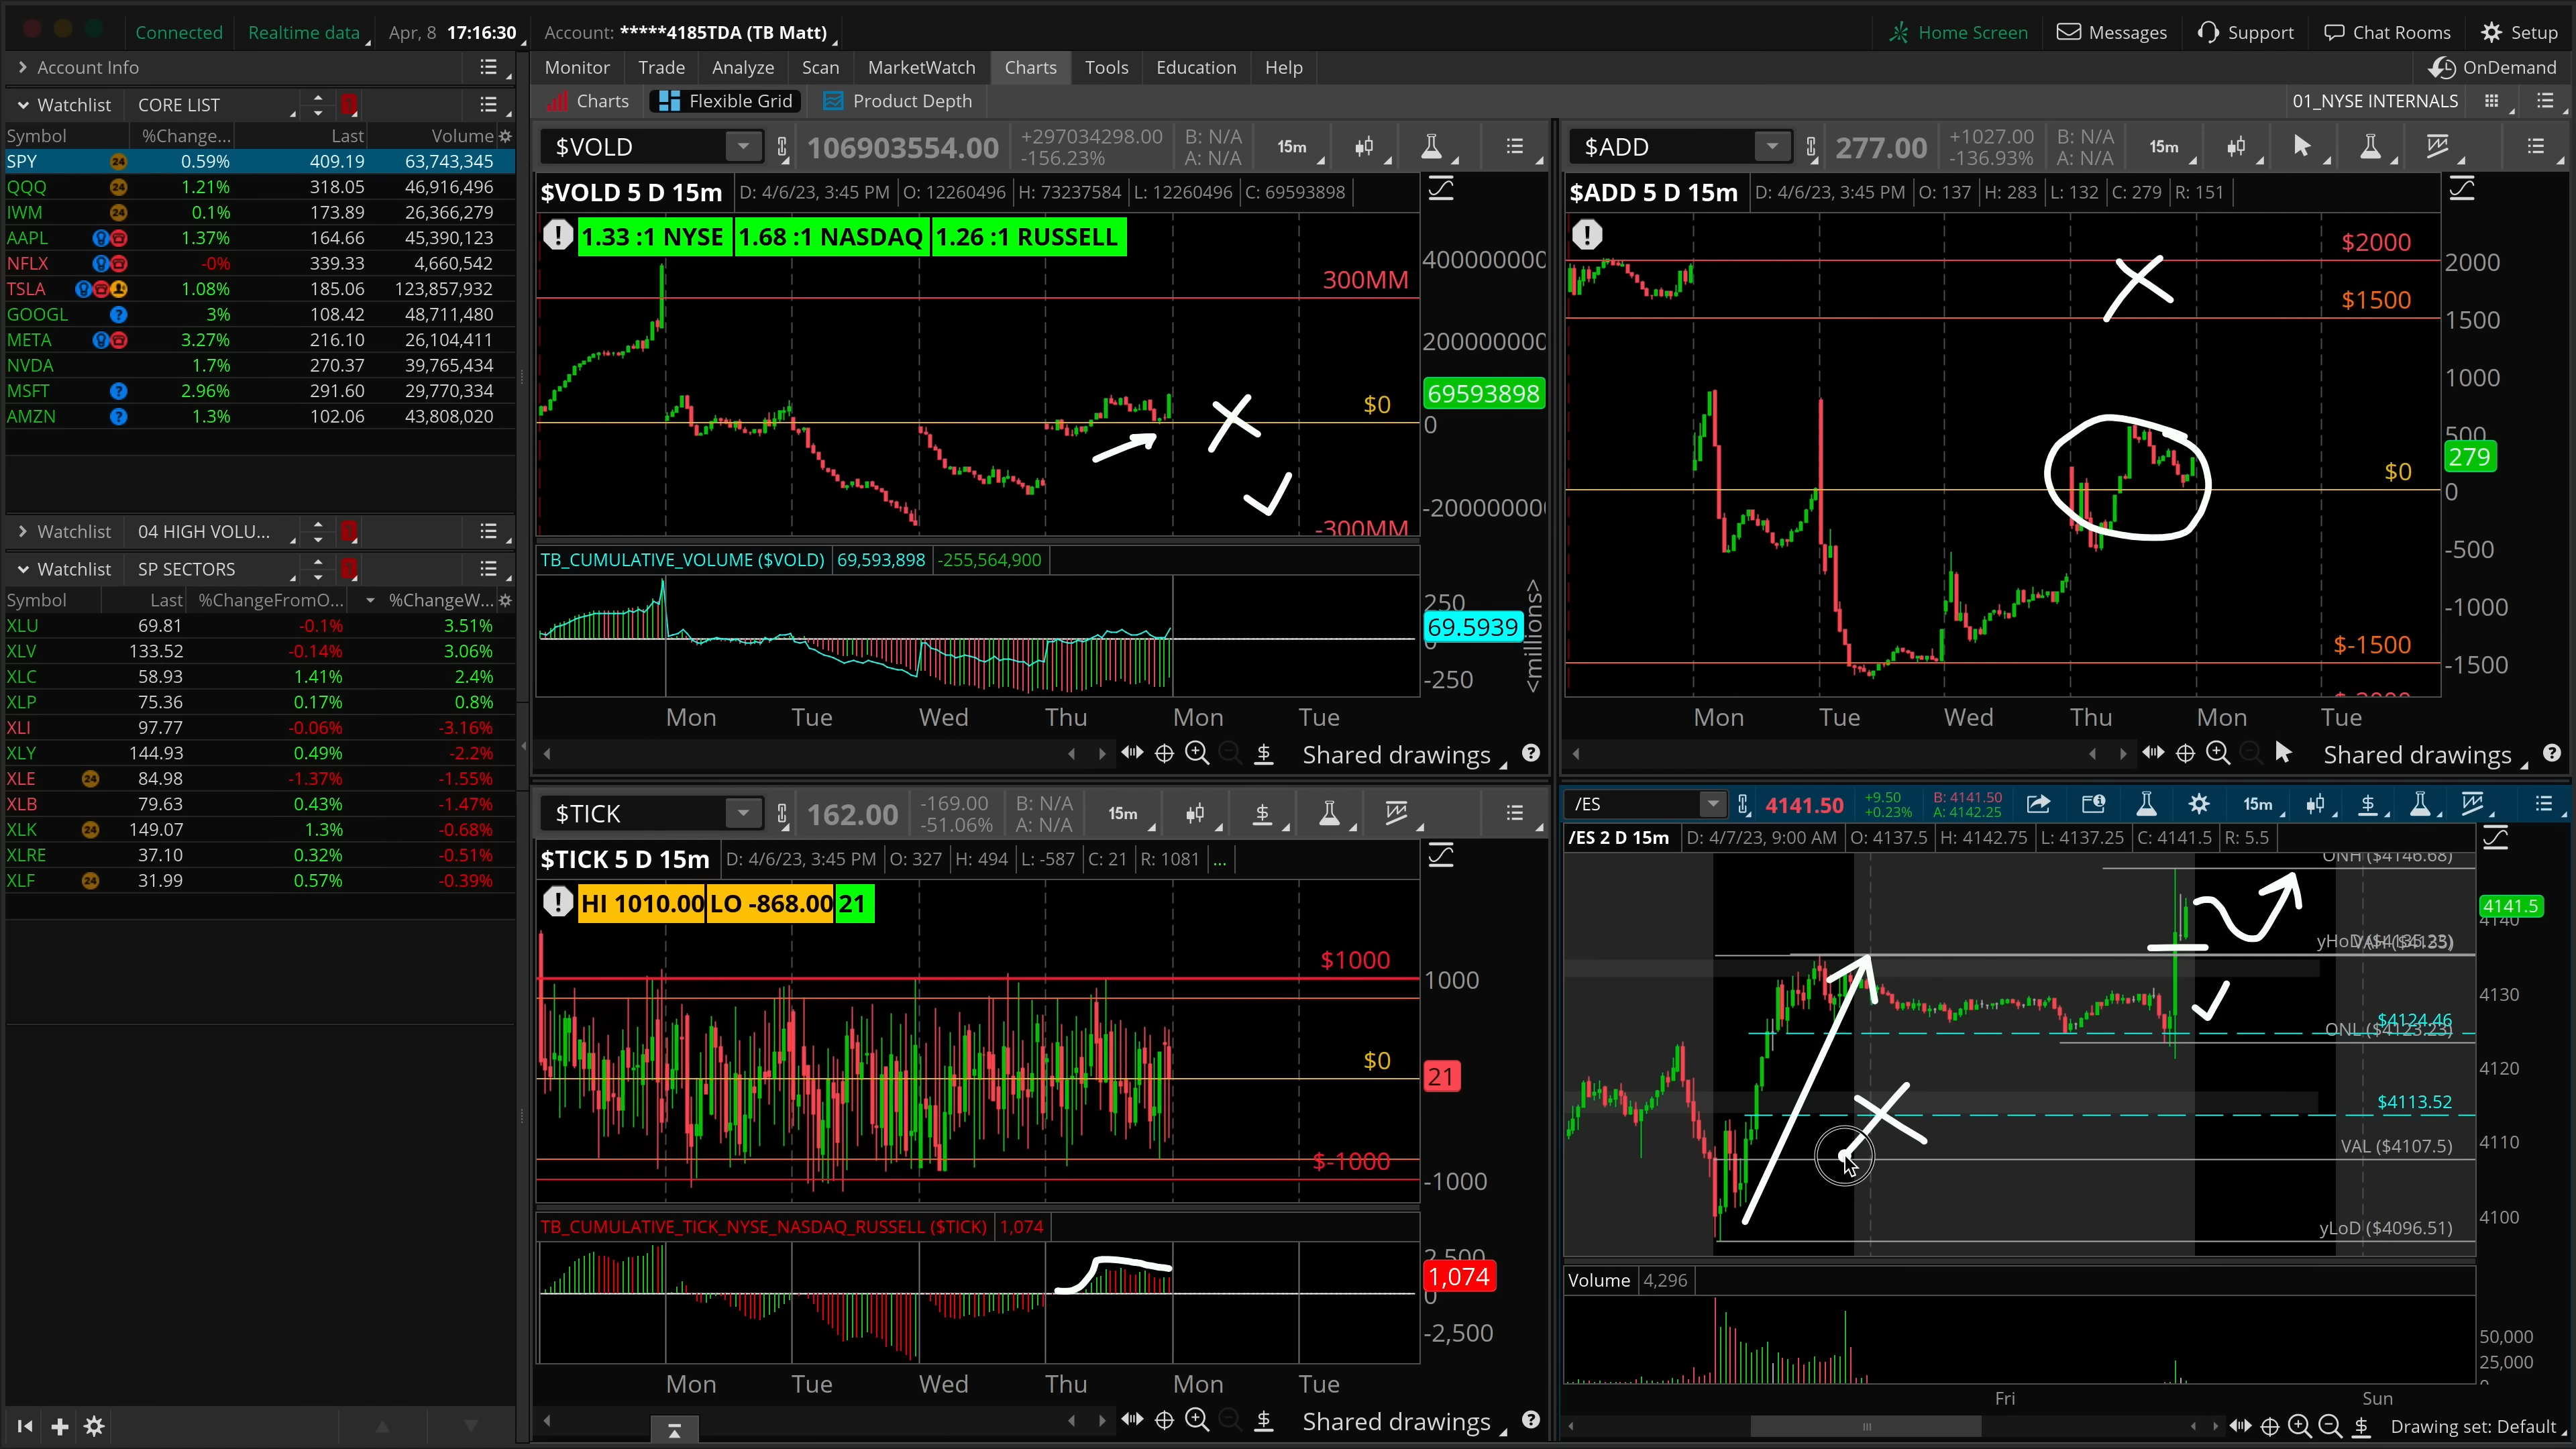 Connected Realtime data Apr, 8 17:16:30 Account: *****4185TDA (TB Matt) Home Screen Messages Support Chat Rooms Setup
Account Info
Monitor Trade Analyze Scan MarketWatch Charts Tools Education Help OnDemand
Charts Flexible Grid Product Depth 01_NYSE INTERNALS
Watchlist CORE LIST
Symbol %Change... Last Volume
SPY 24 0.59% 409.19 63,743,345
QQQ 24 1.21% 318.05 46,916,496
IWM 24 0.1% 173.89 26,366,279
AAPL 1.37% 164.66 45,390,123
NFLX -0% 339.33 4,660,542
TSLA 1.08% 185.06 123,857,932
GOOGL ? 3% 108.42 48,711,480
META 3.27% 216.10 26,104,411
NVDA 1.7% 270.37 39,765,434
MSFT ? 2.96% 291.60 29,770,334
AMZN ? 1.3% 102.06 43,808,020
Watchlist 04 HIGH VOLU...
Watchlist SP SECTORS
Symbol Last %ChangeFromO... %ChangeW...
XLU 69.81 -0.1% 3.51%
XLV 133.52 -0.14% 3.06%
XLC 58.93 1.41% 2.4%
XLP 75.36 0.17% 0.8%
XLI 97.77 -0.06% -3.16%
XLY 144.93 0.49% -2.2%
XLE 24 84.98 -1.37% -1.55%
XLB 79.63 0.43% -1.47%
XLK 24 149.07 1.3% -0.68%
XLRE 37.10 0.32% -0.51%
XLF 24 31.99 0.57% -0.39%
$VOLD 106903554.00 +297034298.00 B: N/A 15m
-156.23% A: N/A
$VOLD 5 D 15m D: 4/6/23, 3:45 PM O: 12260496 H: 73237584 L: 12260496 C: 69593898
1.33 :1 NYSE 1.68 :1 NASDAQ 1.26 :1 RUSSELL
400000000
300MM
200000000
69593898
$0
0
-200000000
-300MM
TB_CUMULATIVE_VOLUME ($VOLD) 69,593,898 -255,564,900
250
69.5939
-250
<millions>
Mon Tue Wed Thu Mon Tue
Shared drawings
$ADD 277.00 +1027.00 B: N/A 15m
-136.93% A: N/A
$ADD 5 D 15m D: 4/6/23, 3:45 PM O: 137 H: 283 L: 132 C: 279 R: 151
$2000
2000
$1500
1500
1000
500
279
$0
0
-500
-1000
$-1500
-1500
Mon Tue Wed Thu Mon Tue
Shared drawings
$TICK 162.00 -169.00 B: N/A 15m
-51.06% A: N/A
$TICK 5 D 15m D: 4/6/23, 3:45 PM O: 327 H: 494 L: -587 C: 21 R: 1081 ...
HI 1010.00 LO -868.00 21
$1000
1000
$0
21
$-1000
-1000
TB_CUMULATIVE_TICK_NYSE_NASDAQ_RUSSELL ($TICK) 1,074
2,500
1,074
0
-2,500
Mon Tue Wed Thu Mon Tue
Shared drawings
/ES 4141.50 +9.50 B: 4141.50 15m
+0.23% A: 4142.25
/ES 2 D 15m D: 4/7/23, 9:00 AM O: 4137.5 H: 4142.75 L: 4137.25 C: 4141.5 R: 5.5
ONH ($4146.68)
4141.5
4140
4130
$4124.46
ONL ($4123.23)
4120
$4113.52
4110
VAL ($4107.5)
4100
yLoD ($4096.51)
Volume 4,296
50,000
25,000
Fri Sun
Drawing set: Default